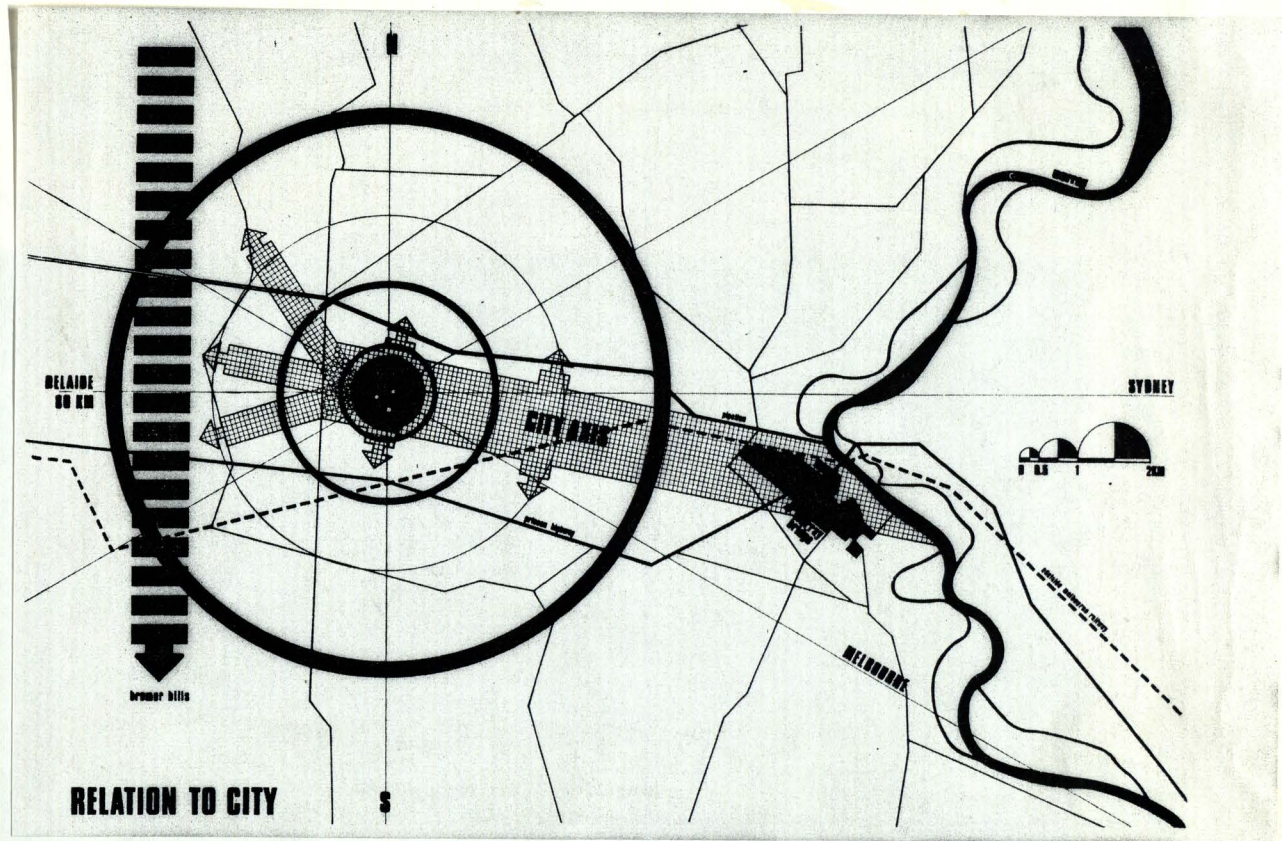 N
DELAIDE
80 KM
SYDNEY
CITY AXIS
pipeline
0 0.5 1 2KM
princes highway
bridge
adelaide melbourne railway
MELBOURNE
bremer hills
RELATION TO CITY
S